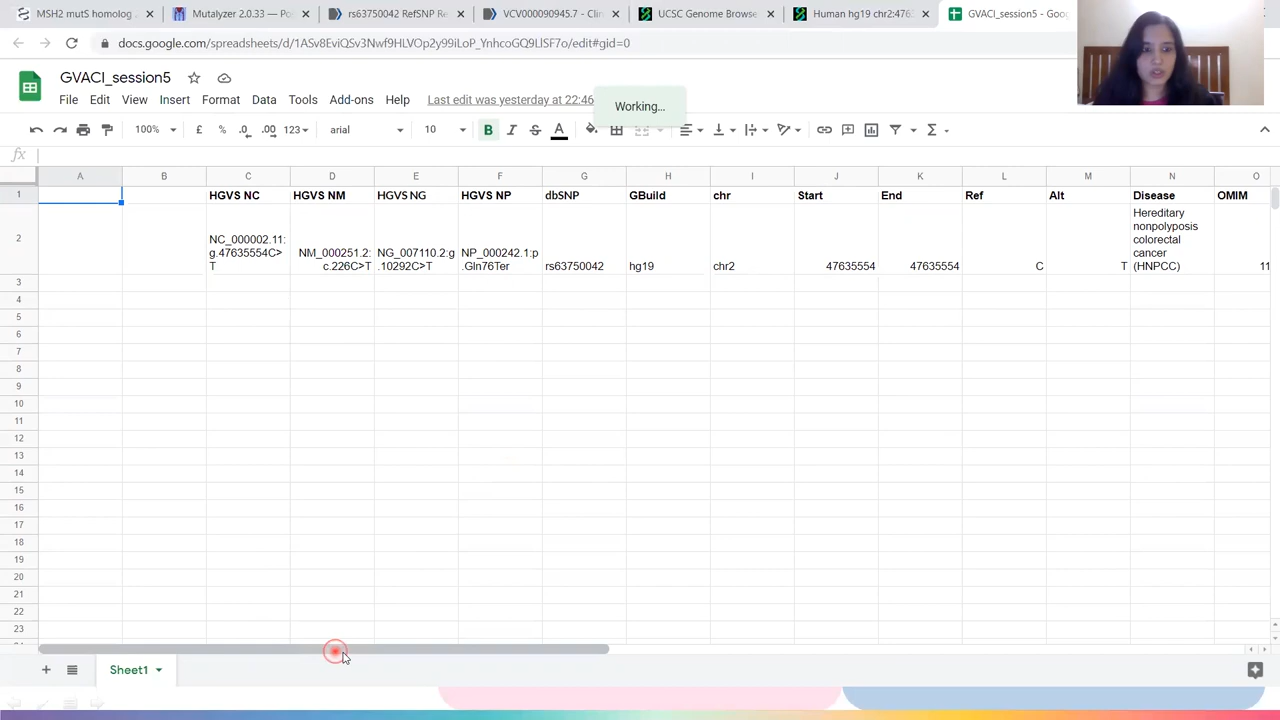 MSH2 mutS homolog
Mutalyzer — Pos
rs63750042 RefSNP Re
VCV000090945.7 - Clin
UCSC Genome Browse
Human hg19 chr2:4763
GVACI_session5 - Goo
docs.google.com/spreadsheets/d/1ASv8EviQSv3Nwf9HLVOp2y99iLoP_YnhcoGQ9LlSF7o/edit#gid=0
GVACI_session5
File Edit View Insert Format Data Tools Add-ons Help Last edit was yesterday at 22:46
Working...
100% £ % .0 .00 123 arial 10 B I S A Σ
fx
A B C D E F G H I J K L M N O
1 HGVS NC HGVS NM HGVS NG HGVS NP dbSNP GBuild chr Start End Ref Alt Disease OMIM
Hereditary
nonpolyposis
colorectal
cancer
(HNPCC)
2
NC_000002.11:
g.47635554C>
T
NM_000251.2:
c.226C>T
NG_007110.2:g
.10292C>T
NP_000242.1:p
.Gln76Ter
rs63750042 hg19 chr2 47635554 47635554 C T 11
3
4
5
6
7
8
9
10
11
12
13
14
15
16
17
18
19
20
21
22
23
Sheet1